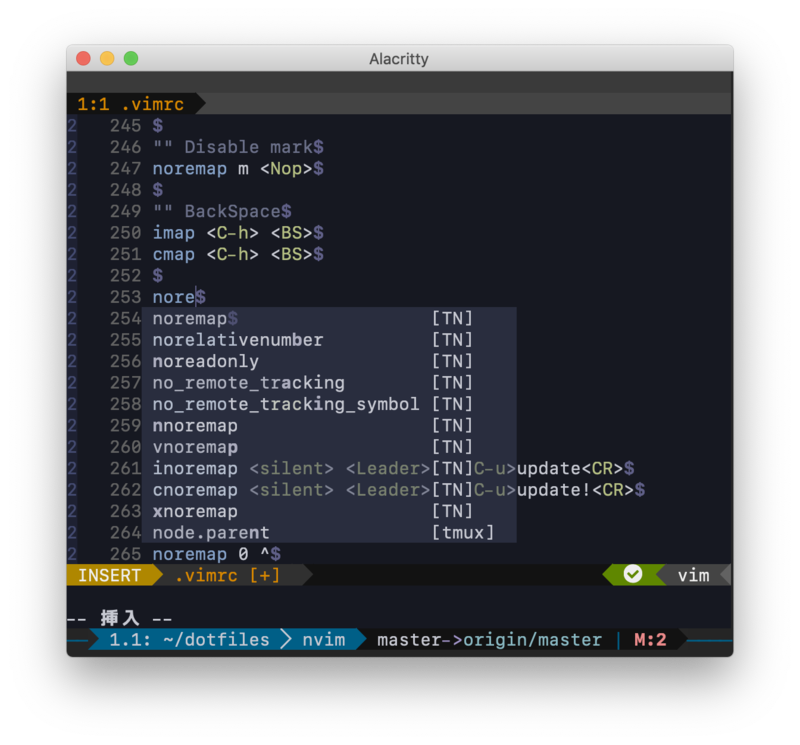 Alacritty
1:1 .vimrc
2 245 $
2 246 "" Disable mark$
2 247 noremap m <Nop>$
2 248 $
2 249 "" BackSpace$
2 250 imap <C-h> <BS>$
2 251 cmap <C-h> <BS>$
2 252 $
2 253 nore$
2 254 noremap$ [TN]
2 255 norelativenumber [TN]
2 256 noreadonly [TN]
2 257 no_remote_tracking [TN]
2 258 no_remote_tracking_symbol [TN]
2 259 nnoremap [TN]
2 260 vnoremap [TN]
2 261 inoremap <silent> <Leader>[TN]C-u>update<CR>$
2 262 cnoremap <silent> <Leader>[TN]C-u>update!<CR>$
2 263 xnoremap [TN]
2 264 node.parent [tmux]
2 265 noremap 0 ^$
INSERT .vimrc [+] vim
-- 挿入 --
1.1: ~/dotfiles > nvim master->origin/master | M:2